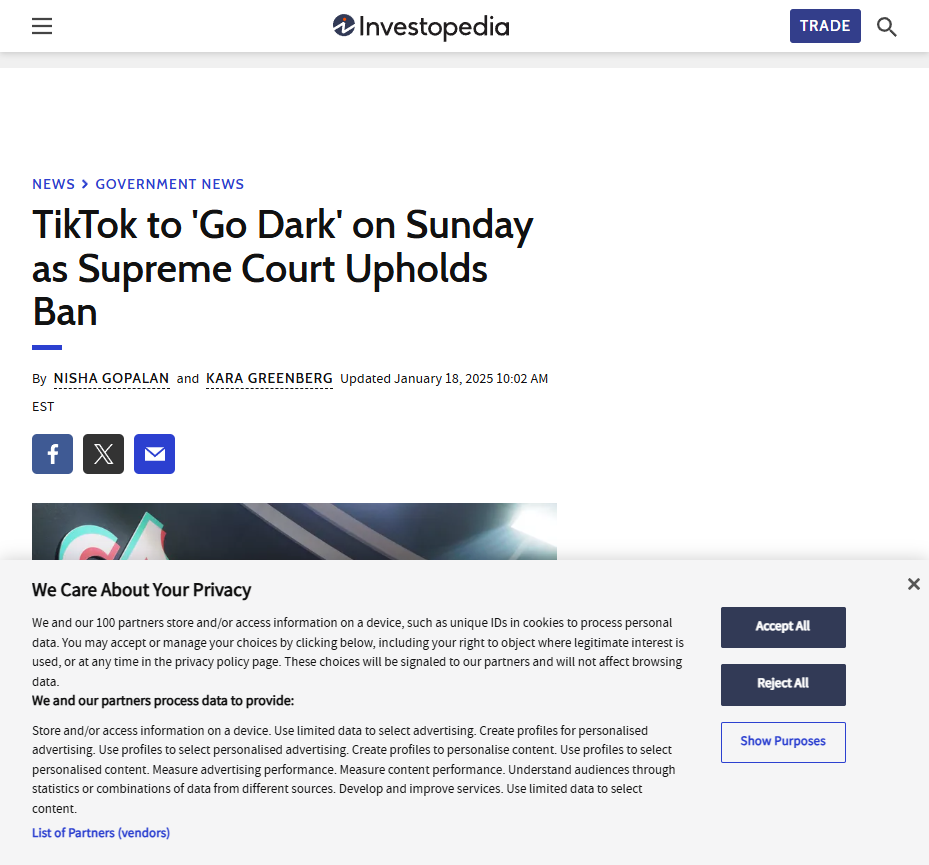 Investopedia
TRADE
NEWS > GOVERNMENT NEWS
TikTok to 'Go Dark' on Sunday
as Supreme Court Upholds
Ban
By NISHA GOPALAN and KARA GREENBERG Updated January 18, 2025 10:02 AM
EST
We Care About Your Privacy
We and our 100 partners store and/or access information on a device, such as unique IDs in cookies to process personal
data. You may accept or manage your choices by clicking below, including your right to object where legitimate interest is
used, or at any time in the privacy policy page. These choices will be signaled to our partners and will not affect browsing
data.
We and our partners process data to provide:
Store and/or access information on a device. Use limited data to select advertising. Create profiles for personalised
advertising. Use profiles to select personalised advertising. Create profiles to personalise content. Use profiles to select
personalised content. Measure advertising performance. Measure content performance. Understand audiences through
statistics or combinations of data from different sources. Develop and improve services. Use limited data to select
content.
List of Partners (vendors)
Accept All
Reject All
Show Purposes